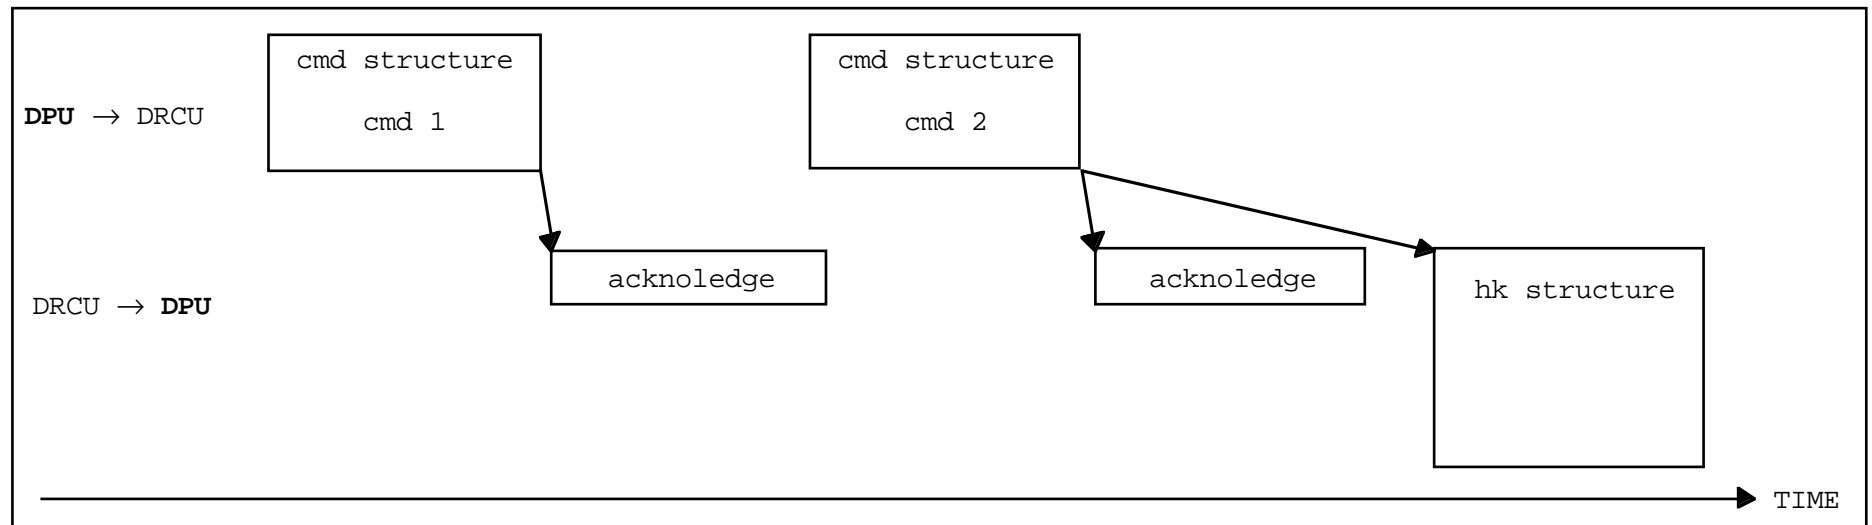 cmd structure
cmd 1
cmd structure
cmd 2
DPU → DRCU
acknoledge
acknoledge
hk structure
DRCU → DPU
TIME